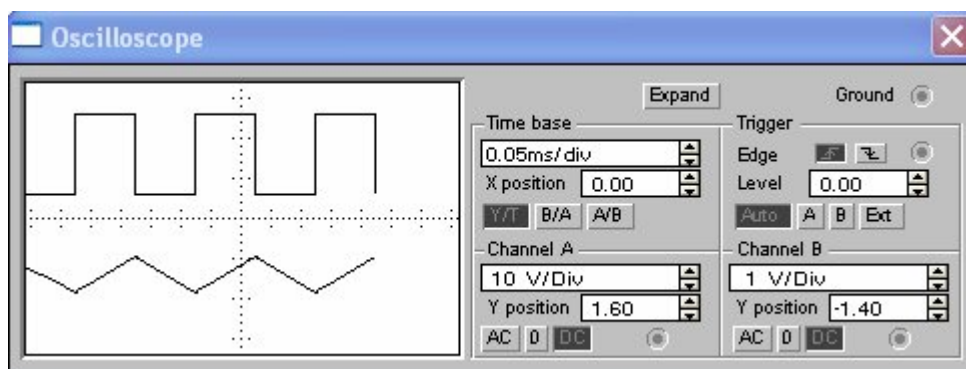 Oscilloscope
Expand
Ground
Time base
0.05ms/div
X position 0.00
Y/T B/A A/B
Trigger
Edge
Level 0.00
Auto A B Ext
Channel A
10 V/Div
Y position 1.60
AC 0 DC
Channel B
1 V/Div
Y position -1.40
AC 0 DC